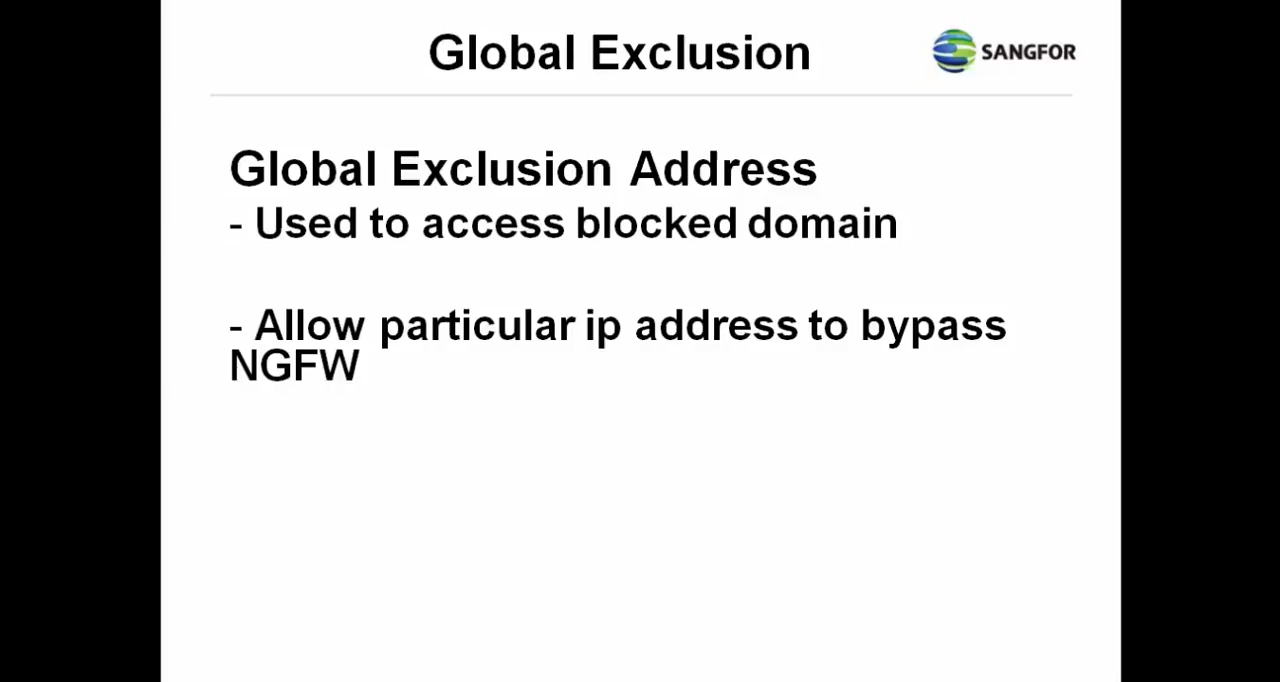 Global Exclusion
SANGFOR
Global Exclusion Address
- Used to access blocked domain
- Allow particular ip address to bypass
NGFW